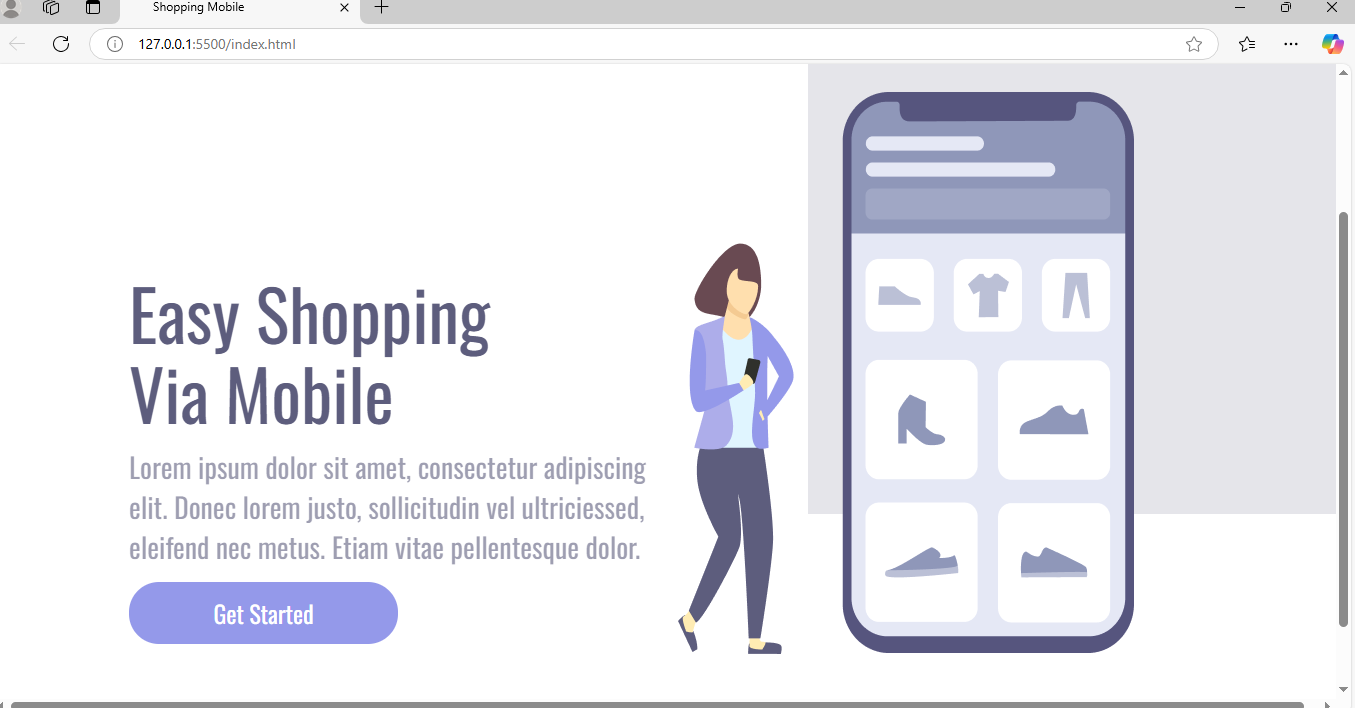 Shopping Mobile
127.0.0.1:5500/index.html
Easy Shopping
Via Mobile
Lorem ipsum dolor sit amet, consectetur adipiscing
elit. Donec lorem justo, sollicitudin vel ultriciessed,
eleifend nec metus. Etiam vitae pellentesque dolor.
Get Started